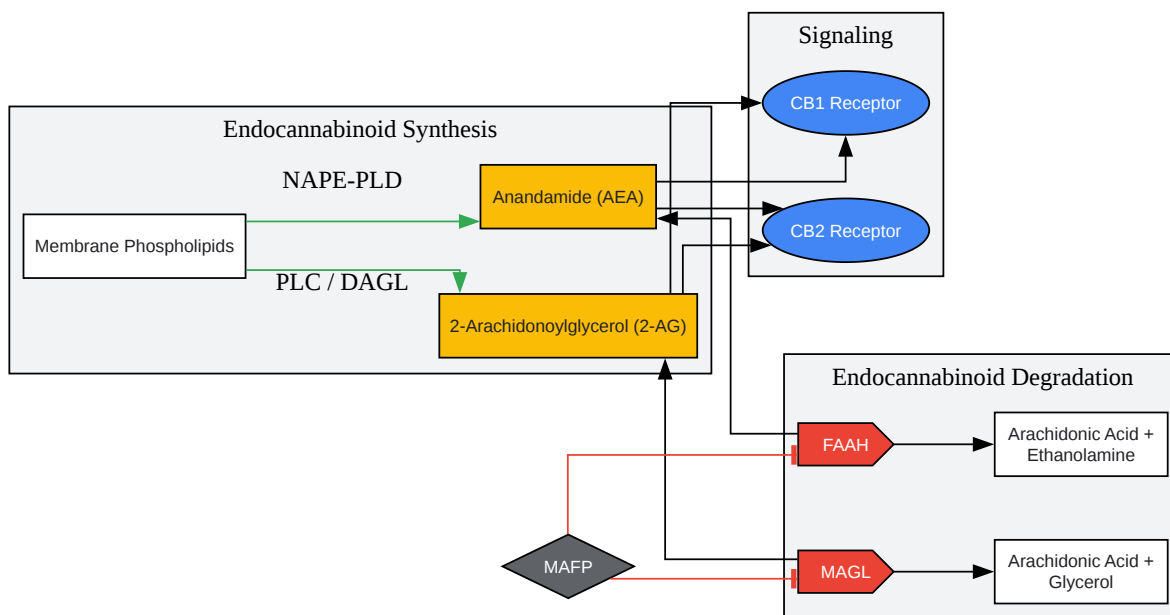 Signaling
CB1 Receptor
Endocannabinoid Synthesis
NAPE-PLD
Anandamide (AEA)
Membrane Phospholipids
CB2 Receptor
PLC / DAGL
2-Arachidonoylglycerol (2-AG)
Endocannabinoid Degradation
FAAH
Arachidonic Acid +
Ethanolamine
MAFP
MAGL
Arachidonic Acid +
Glycerol